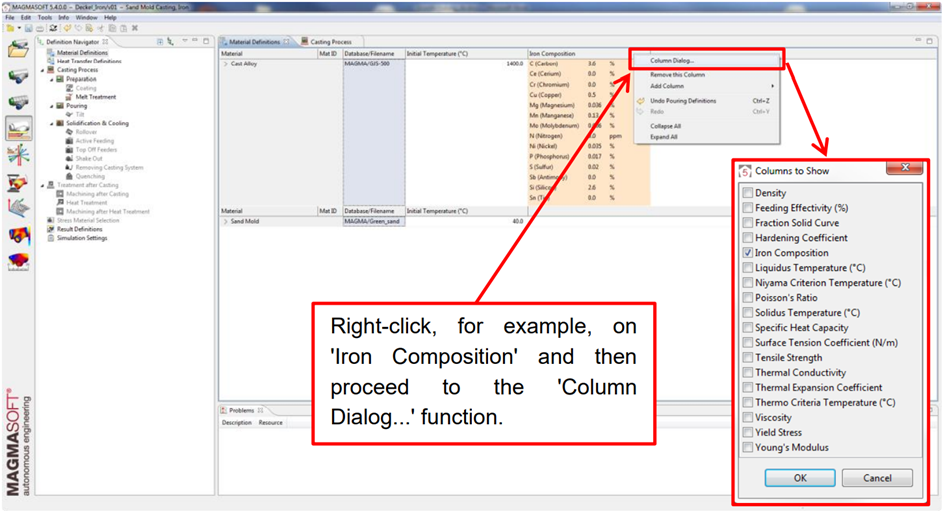 MAGMASOFT 5.4.0.0 - Deckel_Iron/v01 - Sand Mold Casting, Iron
File Edit Tools Info Window Help
Definition Navigator
Material Definitions
Heat Transfer Definitions
Casting Process
Preparation
Coating
Melt Treatment
Pouring
Tilt
Solidification & Cooling
Rollover
Active Feeding
Top Off Feeders
Shake Out
Removing Casting System
Quenching
Treatment after Casting
Machining after Casting
Heat Treatment
Machining after Heat Treatment
Stress Material Selection
Result Definitions
Simulation Settings
MAGMASOFT®
autonomous engineering
Material Definitions Casting Process
Material Mat ID Database/Filename Initial Temperature (°C) Iron Composition
Cast Alloy MAGMA/GJS-500 1400.0 C (Carbon) 3.6 %
Ce (Cerium) 0.0 %
Cr (Chromium) 0.0 %
Cu (Copper) 0.5 %
Mg (Magnesium) 0.036 %
Mn (Manganese) 0.13 %
Mo (Molybdenum) %
N (Nitrogen) ppm
Ni (Nickel) 0.035 %
P (Phosphorus) 0.017 %
S (Sulfur) 0.02 %
Sb (Antimony) 0.0 %
Si (Silicon) 2.6 %
Sn (Tin) 0.0 %
Material Mat ID Database/Filename Initial Temperature (°C)
Sand Mold MAGMA/Green_sand 40.0
Problems
Description Resource
Column Dialog...
Remove this Column
Add Column
Undo Pouring Definitions Ctrl+Z
Redo Ctrl+Y
Collapse All
Expand All
Right-click, for example, on
'Iron Composition' and then
proceed to the 'Column
Dialog...' function.
5 Columns to Show
Density
Feeding Effectivity (%)
Fraction Solid Curve
Hardening Coefficient
Iron Composition
Liquidus Temperature (°C)
Niyama Criterion Temperature (°C)
Poisson's Ratio
Solidus Temperature (°C)
Specific Heat Capacity
Surface Tension Coefficient (N/m)
Tensile Strength
Thermal Conductivity
Thermal Expansion Coefficient
Thermo Criteria Temperature (°C)
Viscosity
Yield Stress
Young's Modulus
OK Cancel